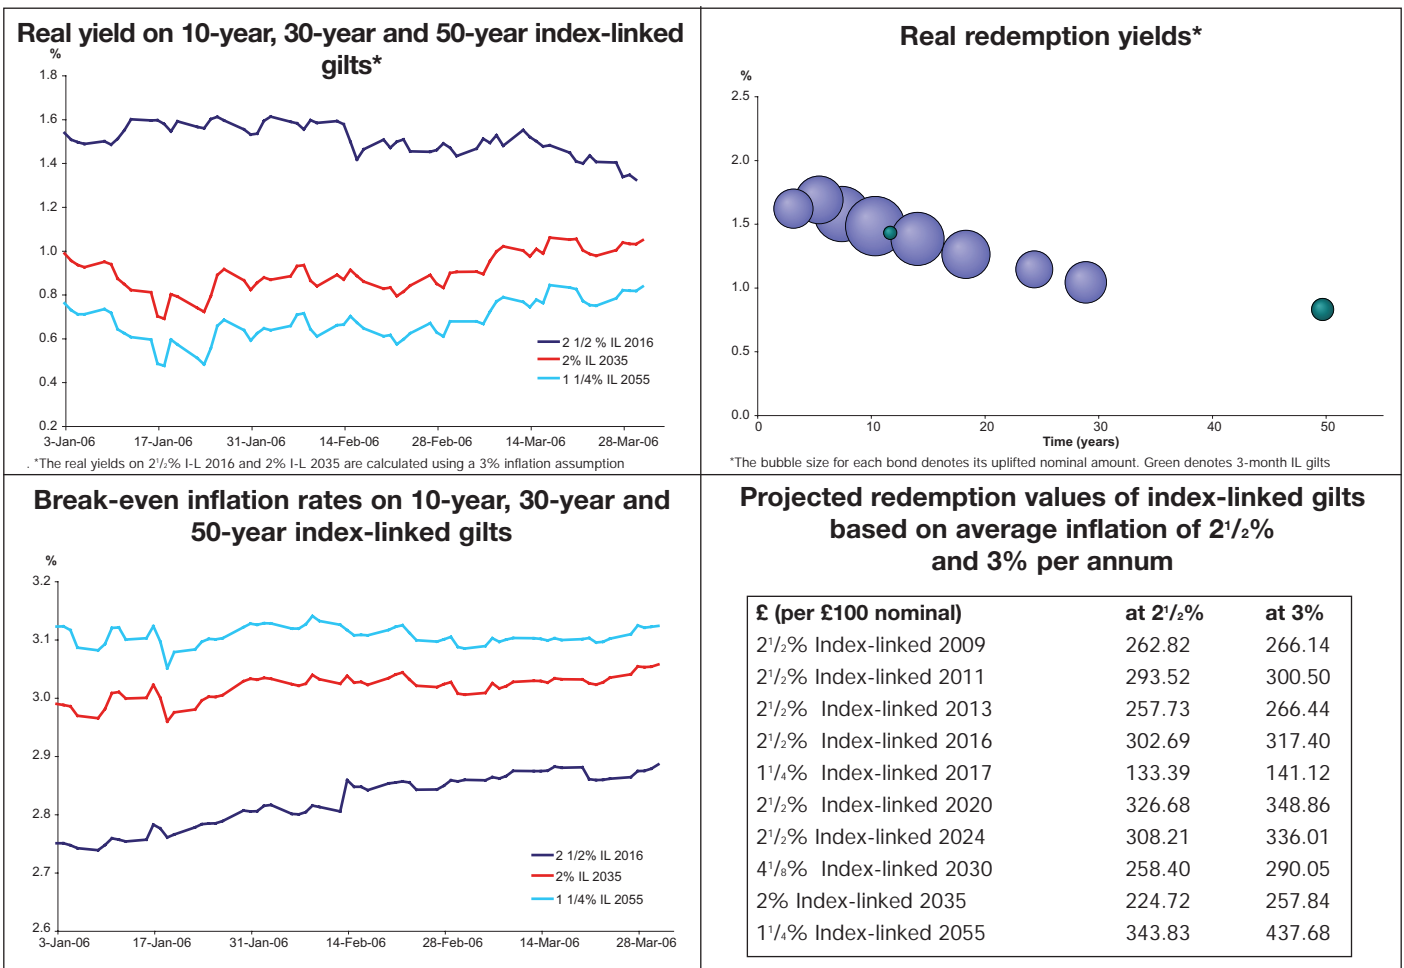 Real yield on 10-year, 30-year and 50-year index-linked
gilts*
%
1.8
1.6
1.4
1.2
1.0
0.8
0.6
0.4
0.2
2 1/2 % IL 2016
2% IL 2035
1 1/4% IL 2055
3-Jan-06 17-Jan-06 31-Jan-06 14-Feb-06 28-Feb-06 14-Mar-06 28-Mar-06
. *The real yields on 2½% I-L 2016 and 2% I-L 2035 are calculated using a 3% inflation assumption
Real redemption yields*
%
2.5
2.0
1.5
1.0
0.5
0.0
0 10 20 30 40 50
Time (years)
*The bubble size for each bond denotes its uplifted nominal amount. Green denotes 3-month IL gilts
Break-even inflation rates on 10-year, 30-year and
50-year index-linked gilts
%
3.2
3.1
3.0
2.9
2.8
2.7
2.6
2 1/2% IL 2016
2% IL 2035
1 1/4% IL 2055
3-Jan-06 17-Jan-06 31-Jan-06 14-Feb-06 28-Feb-06 14-Mar-06 28-Mar-06
Projected redemption values of index-linked gilts
based on average inflation of 2½%
and 3% per annum
£ (per £100 nominal) at 2½% at 3%
2½% Index-linked 2009 262.82 266.14
2½% Index-linked 2011 293.52 300.50
2½% Index-linked 2013 257.73 266.44
2½% Index-linked 2016 302.69 317.40
1¼% Index-linked 2017 133.39 141.12
2½% Index-linked 2020 326.68 348.86
2½% Index-linked 2024 308.21 336.01
4⅛% Index-linked 2030 258.40 290.05
2% Index-linked 2035 224.72 257.84
1¼% Index-linked 2055 343.83 437.68